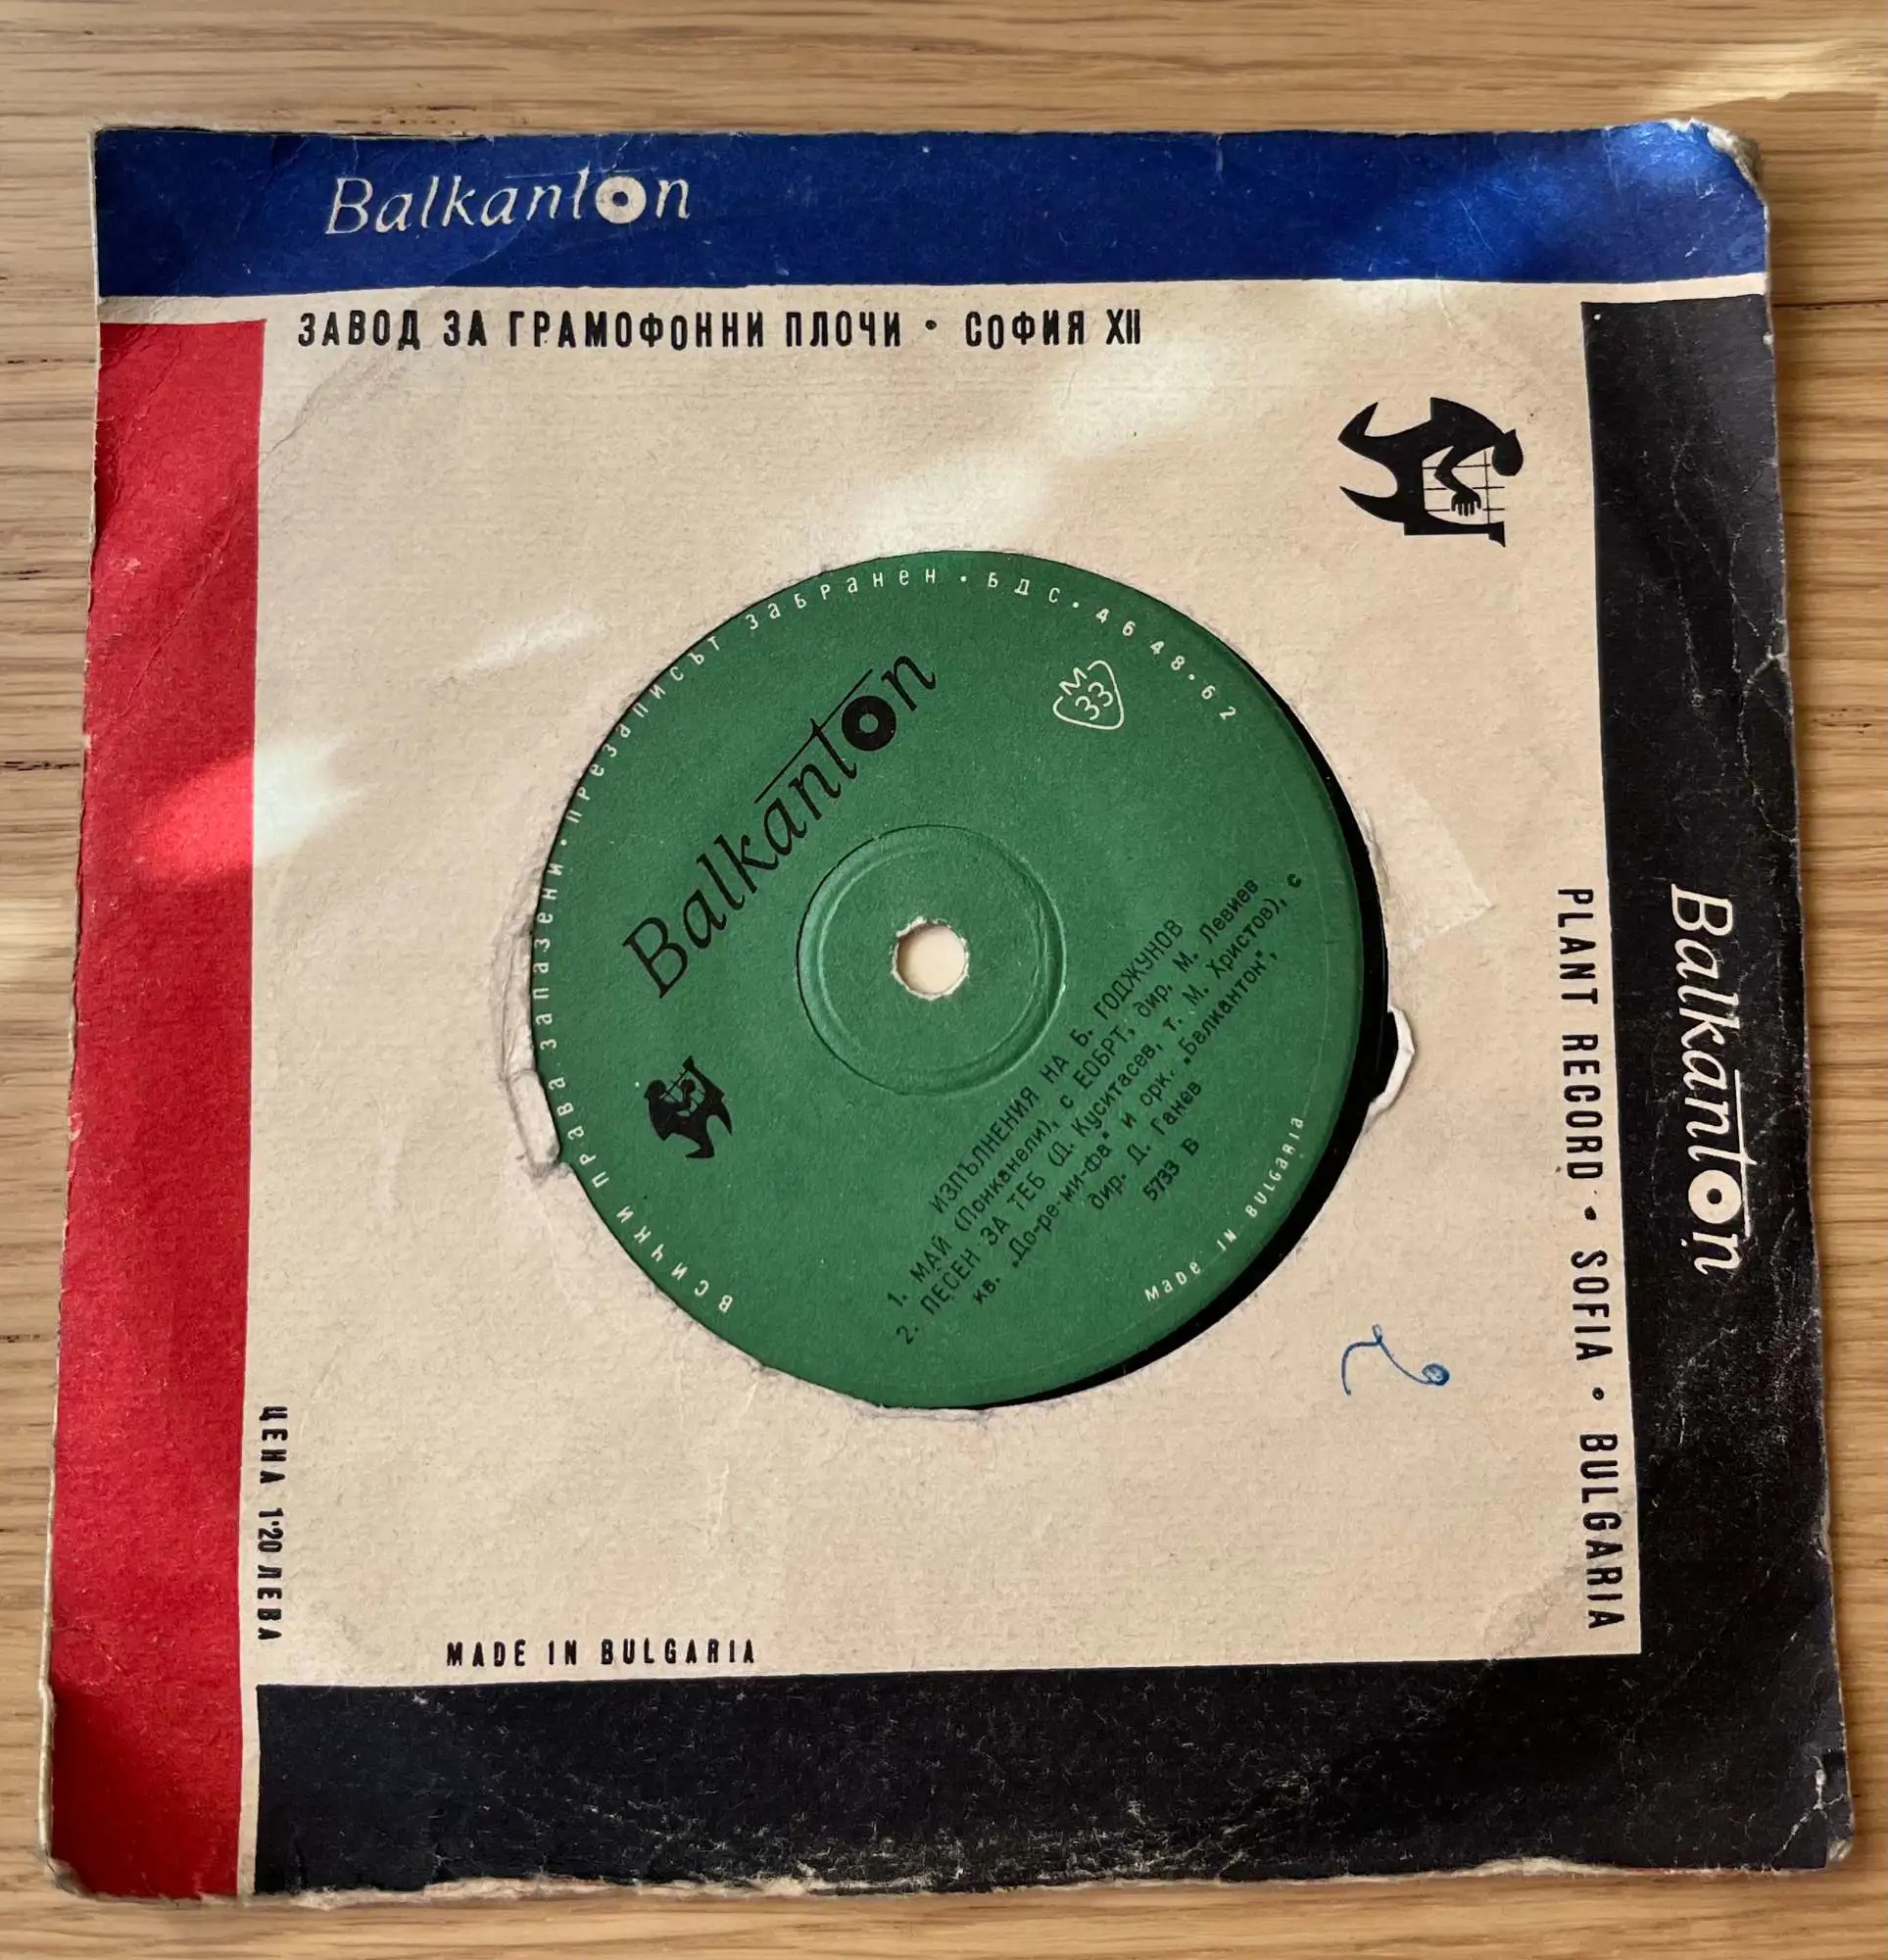 Balkanton
ЗАВОД ЗА ГРАМОФОННИ ПЛОЧИ • СОФИЯ XII
Balkanton
PLANT RECORD • SOFIA • BULGARIA
ЦЕНА 1·20 ЛЕВА
MADE IN BULGARIA
ВСИЧКИ ПРАВА ЗАПАЗЕНИ • ПРЕЗАПИСЪТ ЗАБРАНЕН • БДС • 4648 • 62
Balkanton
М
33
ИЗПЪЛНЕНИЯ НА Б. ГОДЖУНОВ
1. МАЙ (Понканели), с ЕОБРТ, дир. М. Левиев
2. ПЕСЕН ЗА ТЕБ (Д. Куситасев, т. М. Христов), с
кв. „До-ре-ми-фа" и орк. „Балкантон",
дир. Д. Ганев
5733 Б
MADE IN BULGARIA
2